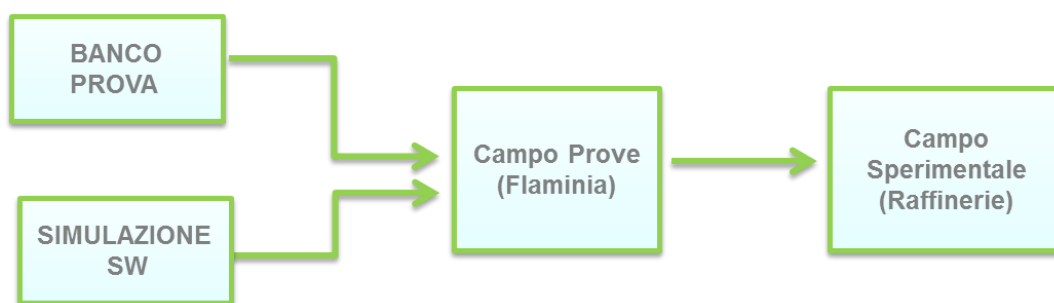 BANCO
PROVA
SIMULAZIONE
SW
Campo Prove
(Flaminia)
Campo
Sperimentale
(Raffinerie)